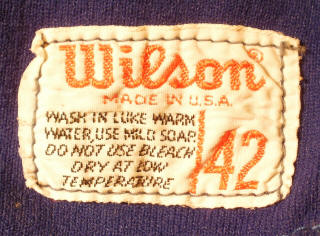 Wilson®
MADE IN U.S.A.
WASH IN LUKE WARM
WATER, USE MILD SOAP
DO NOT USE BLEACH
DRY AT LOW
TEMPERATURE
42